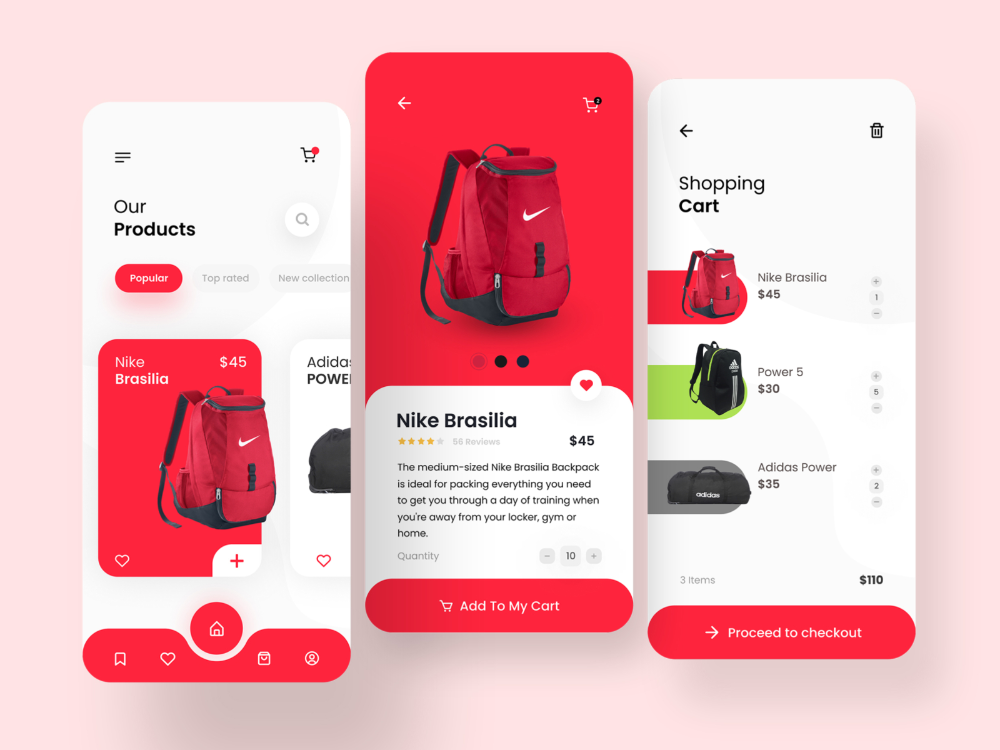 Our
Products
Popular
Top rated
New collection
Nike
Brasilia
$45
Adidas
POWE
2
Nike Brasilia
56 Reviews
$45
The medium-sized Nike Brasilia Backpack
is ideal for packing everything you need
to get you through a day of training when
you're away from your locker, gym or
home.
Quantity
− 10 +
Add To My Cart
Shopping
Cart
Nike Brasilia
$45
+
1
−
adidas
Power 5
$30
+
5
−
adidas
Adidas Power
$35
+
2
−
3 Items
$110
Proceed to checkout